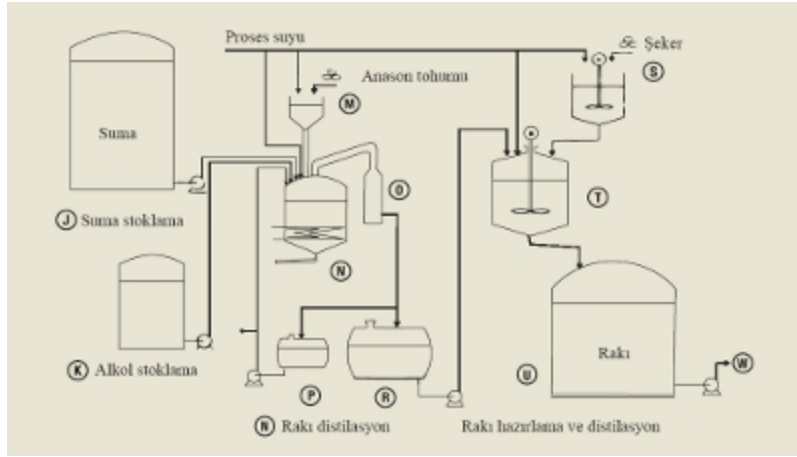 Proses suyu
Şeker
S
Anason tohumu
M
Suma
O
T
J Suma stoklama
N
Rakı
K Alkol stoklama
U
W
P
R
N Rakı distilasyon
Rakı hazırlama ve distilasyon